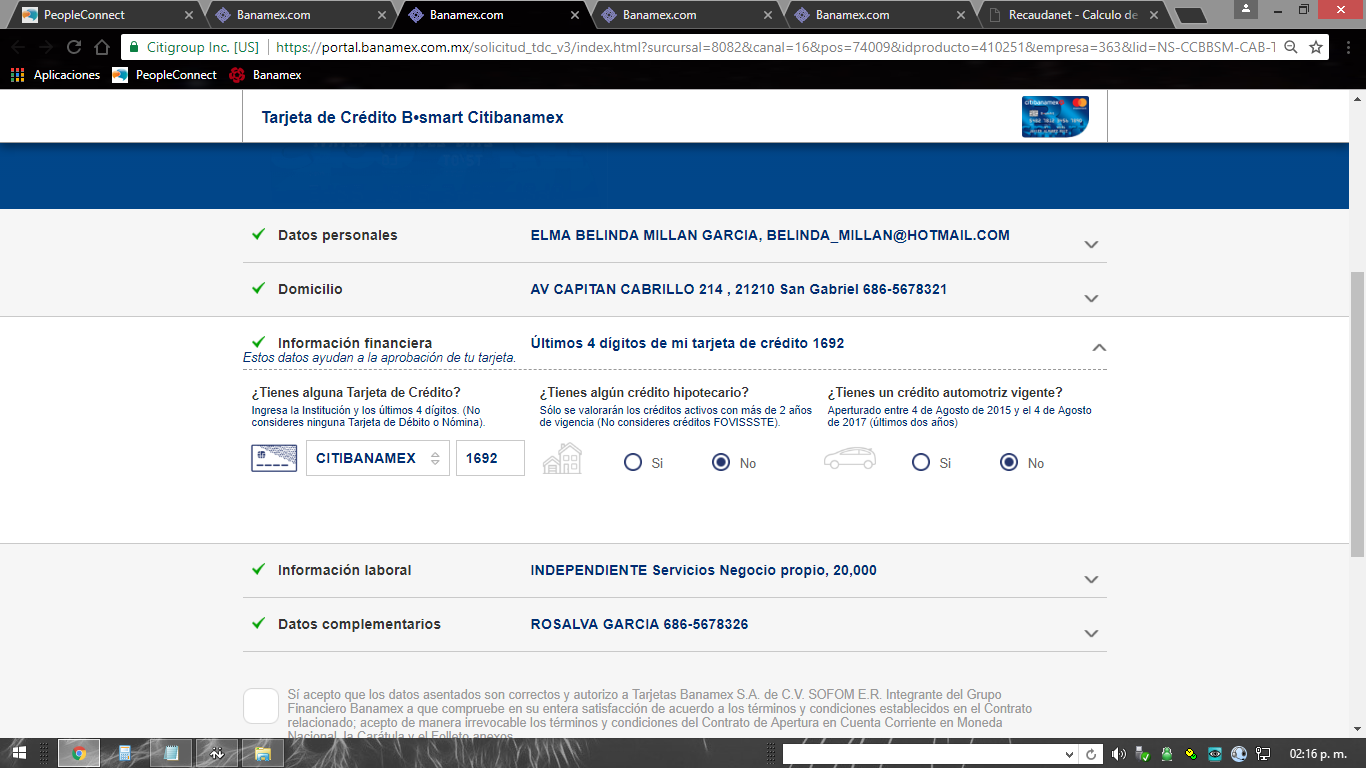 PeopleConnect
Banamex.com
Banamex.com
Banamex.com
Banamex.com
Recaudanet - Calculo de
Citigroup Inc. [US] https://portal.banamex.com.mx/solicitud_tdc_v3/index.html?sursursal=8082&canal=16&pos=74009&idproducto=410251&empresa=363&lid=NS-CCBBSM-CAB-T
Aplicaciones PeopleConnect Banamex
Tarjeta de Crédito B•smart Citibanamex
citibanamex
Datos personales ELMA BELINDA MILLAN GARCIA, BELINDA_MILLAN@HOTMAIL.COM
Domicilio AV CAPITAN CABRILLO 214 , 21210 San Gabriel 686-5678321
Información financiera Últimos 4 dígitos de mi tarjeta de crédito 1692
Estos datos ayudan a la aprobación de tu tarjeta.
¿Tienes alguna Tarjeta de Crédito?
Ingresa la Institución y los últimos 4 dígitos. (No
consideres ninguna Tarjeta de Débito o Nómina).
CITIBANAMEX 1692
¿Tienes algún crédito hipotecario?
Sólo se valorarán los créditos activos con más de 2 años
de vigencia (No consideres créditos FOVISSSTE).
Si No
¿Tienes un crédito automotriz vigente?
Aperturado entre 4 de Agosto de 2015 y el 4 de Agosto
de 2017 (últimos dos años)
Si No
Información laboral INDEPENDIENTE Servicios Negocio propio, 20,000
Datos complementarios ROSALVA GARCIA 686-5678326
Sí acepto que los datos asentados son correctos y autorizo a Tarjetas Banamex S.A. de C.V. SOFOM E.R. Integrante del Grupo
Financiero Banamex a que compruebe en su entera satisfacción de acuerdo a los términos y condiciones establecidos en el Contrato
relacionado; acepto de manera irrevocable los términos y condiciones del Contrato de Apertura en Cuenta Corriente en Moneda
Nacional, la Carátula y el Folleto anexos
02:16 p. m.